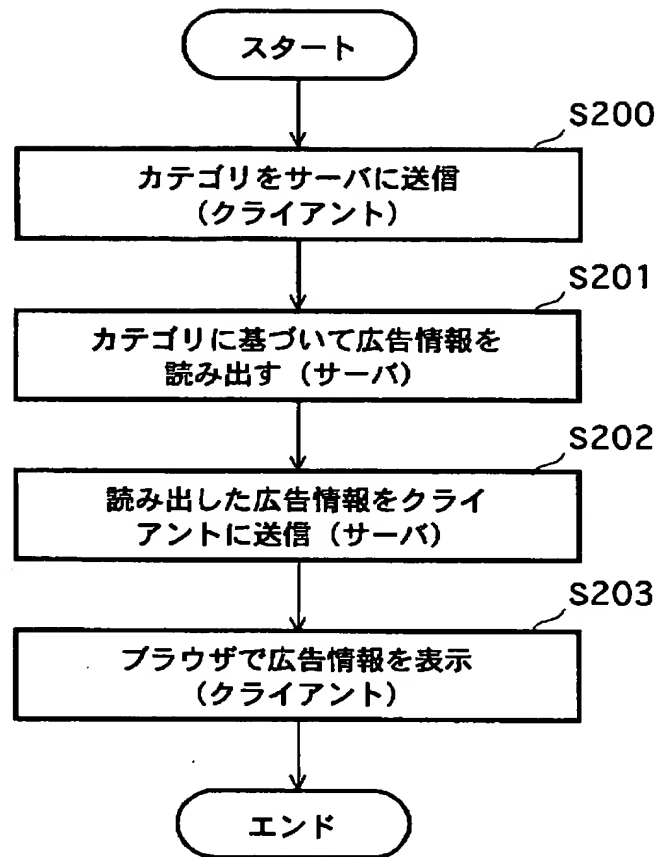 スタート
S200
カテゴリをサーバに送信
(クライアント)
S201
カテゴリに基づいて広告情報を
読み出す(サーバ)
S202
読み出した広告情報をクライ
アントに送信(サーバ)
S203
ブラウザで広告情報を表示
(クライアント)
エンド